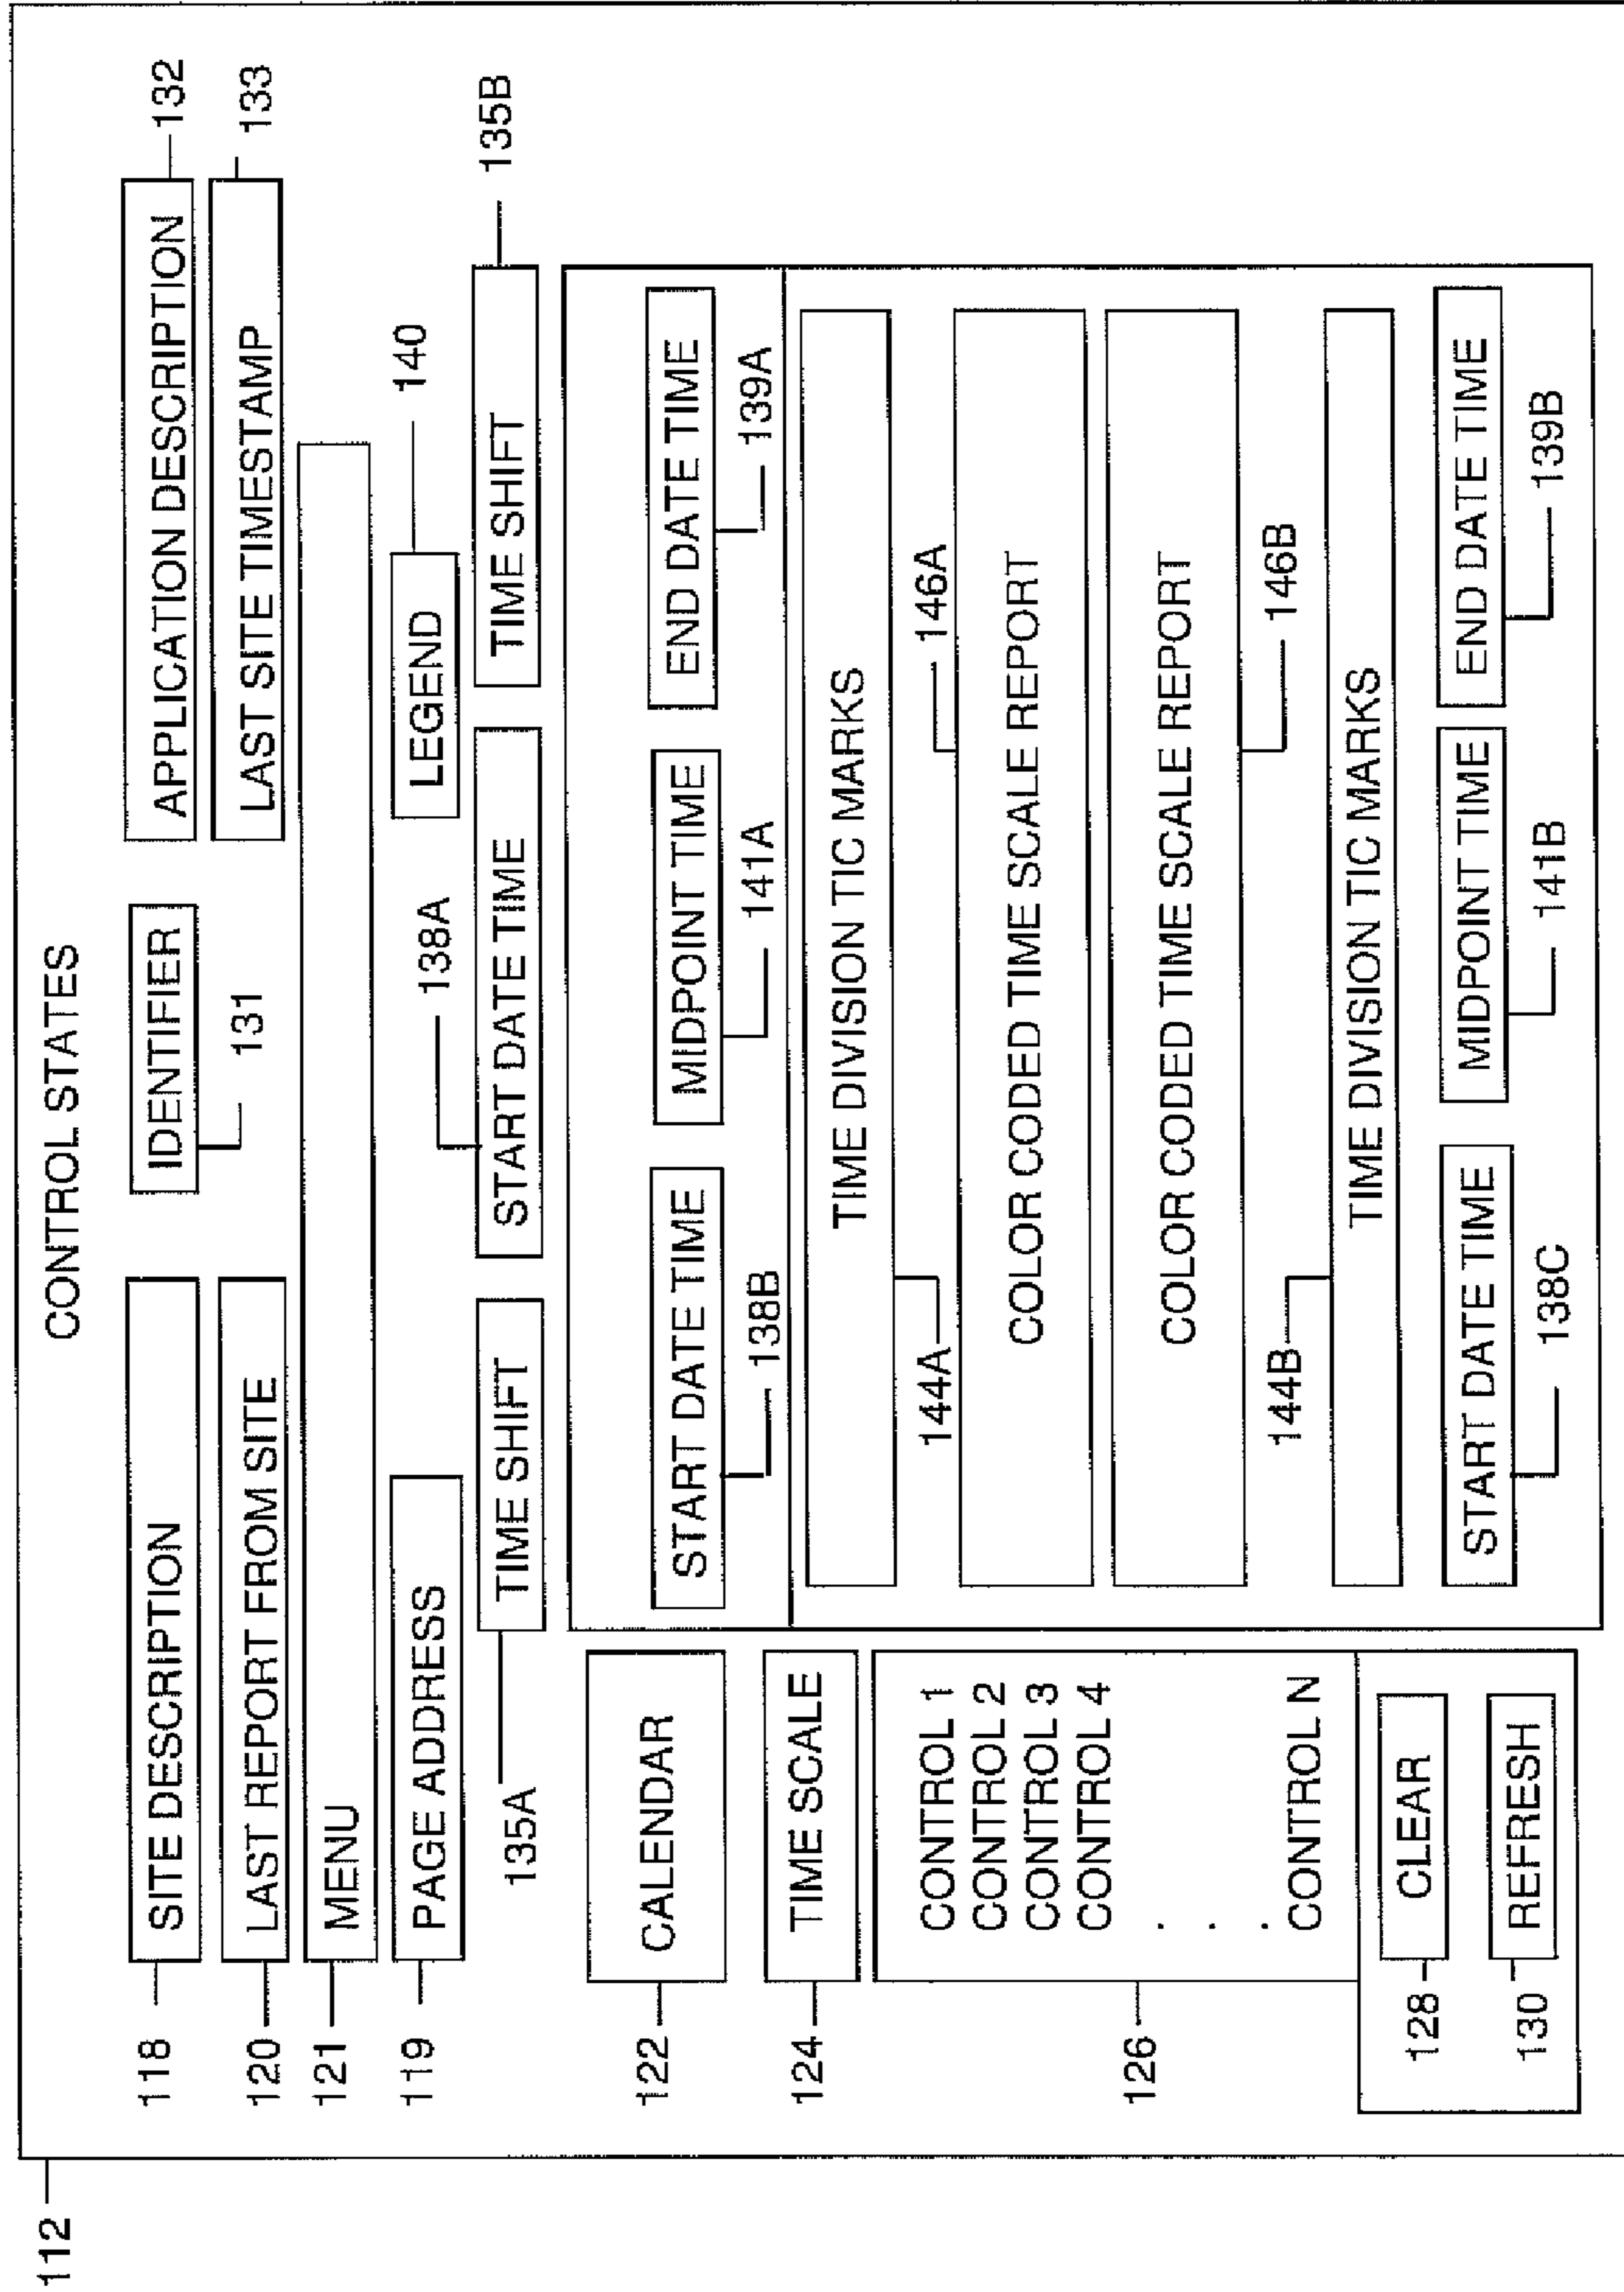 112
CONTROL STATES
118
SITE DESCRIPTION
IDENTIFIER
131
APPLICATION DESCRIPTION
132
120
LAST REPORT FROM SITE
LAST SITE TIMESTAMP
133
121
MENU
119
PAGE ADDRESS
138A
LEGEND
140
135A
TIME SHIFT
START DATE TIME
TIME SHIFT
135B
122
CALENDAR
START DATE TIME
138B
MIDPOINT TIME
141A
END DATE TIME
139A
124
TIME SCALE
TIME DIVISION TIC MARKS
144A
146A
126
CONTROL 1
CONTROL 2
CONTROL 3
CONTROL 4
. . .
CONTROL N
COLOR CODED TIME SCALE REPORT
COLOR CODED TIME SCALE REPORT
144B
146B
TIME DIVISION TIC MARKS
128
CLEAR
130
REFRESH
START DATE TIME
138C
MIDPOINT TIME
141B
END DATE TIME
139B